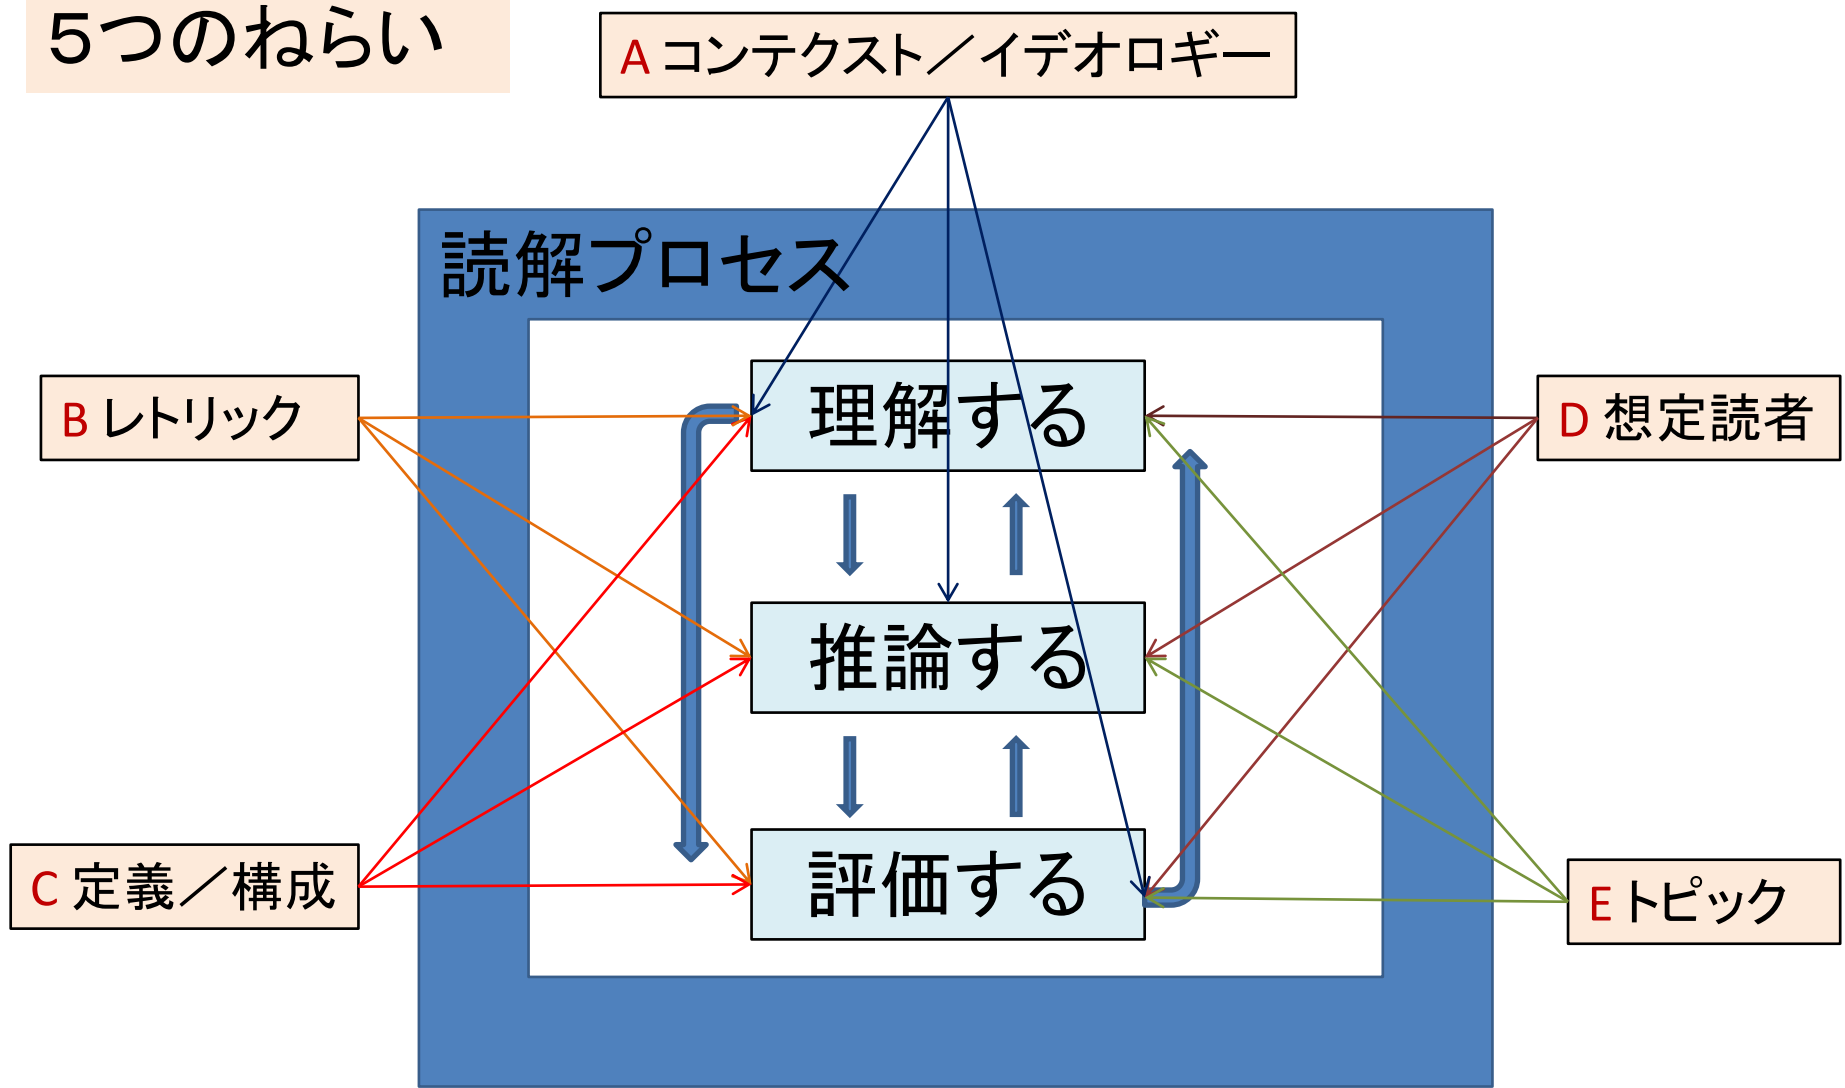 ５つのねらい
A コンテクスト／イデオロギー
読解プロセス
理解する
B レトリック
D 想定読者
推論する
評価する
C 定義／構成
E トピック